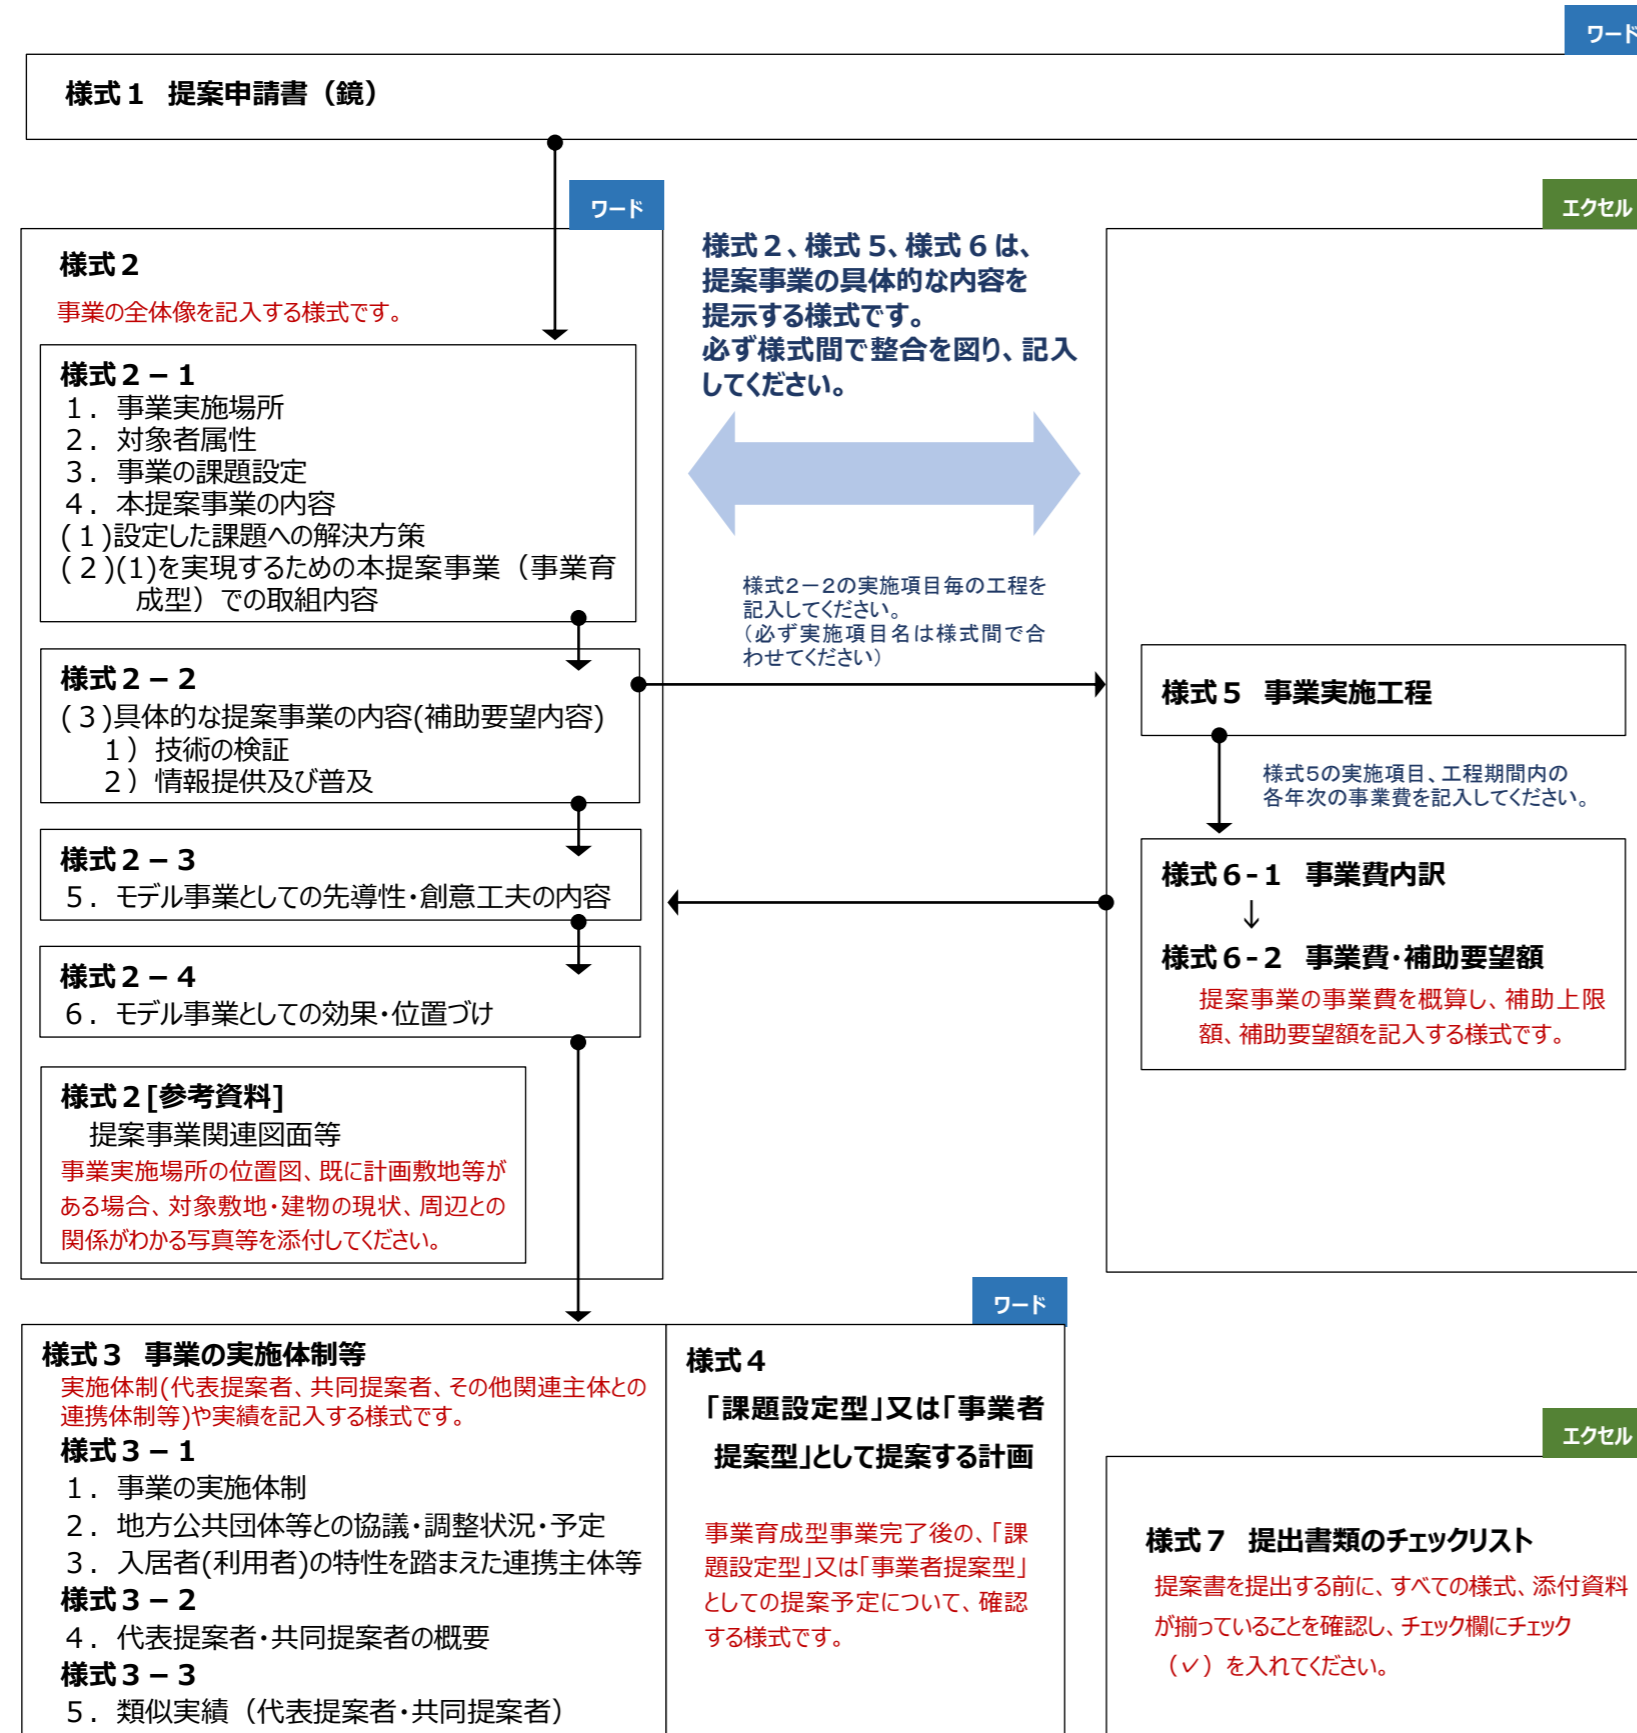 ワード
様式１ 提案申請書（鏡）
ワード
様式２
事業の全体像を記入する様式です。
様式２－１
１．事業実施場所
２．対象者属性
３．事業の課題設定
４．本提案事業の内容
(１)設定した課題への解決方策
(２)(1)を実現するための本提案事業（事業育
成型）での取組内容
様式２－２
(３)具体的な提案事業の内容(補助要望内容)
１）技術の検証
２）情報提供及び普及
様式２－３
５．モデル事業としての先導性・創意工夫の内容
様式２－４
６．モデル事業としての効果・位置づけ
様式２[参考資料]
提案事業関連図面等
事業実施場所の位置図、既に計画敷地等が
ある場合、対象敷地・建物の現状、周辺との
関係がわかる写真等を添付してください。
様式２、様式５、様式６は、
提案事業の具体的な内容を
提示する様式です。
必ず様式間で整合を図り、記入
してください。
様式２－２の実施項目毎の工程を
記入してください。
（必ず実施項目名は様式間で合
わせてください）
エクセル
様式５ 事業実施工程
様式５の実施項目、工程期間内の
各年次の事業費を記入してください。
様式６-１ 事業費内訳
↓
様式６-２ 事業費・補助要望額
提案事業の事業費を概算し、補助上限
額、補助要望額を記入する様式です。
様式３ 事業の実施体制等
実施体制(代表提案者、共同提案者、その他関連主体との
連携体制等)や実績を記入する様式です。
様式３－１
１．事業の実施体制
２．地方公共団体等との協議・調整状況・予定
３．入居者(利用者)の特性を踏まえた連携主体等
様式３－２
４．代表提案者・共同提案者の概要
様式３－３
５．類似実績（代表提案者・共同提案者）
ワード
様式４
「課題設定型」又は「事業者
提案型」として提案する計画
事業育成型事業完了後の、「課
題設定型」又は「事業者提案型」
としての提案予定について、確認
する様式です。
エクセル
様式７ 提出書類のチェックリスト
提案書を提出する前に、すべての様式、添付資料
が揃っていることを確認し、チェック欄にチェック
（✓）を入れてください。